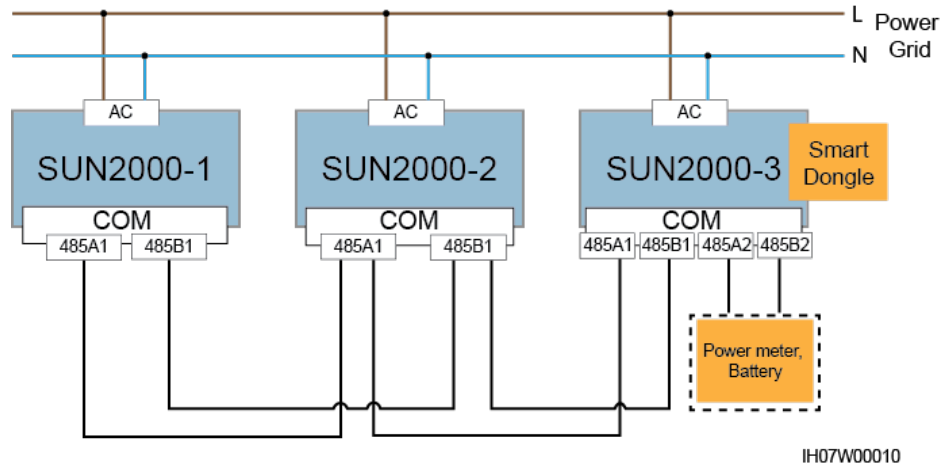 L
Power
Grid
N
AC
AC
AC
SUN2000-1
SUN2000-2
SUN2000-3
Smart
Dongle
COM
COM
COM
485A1
485B1
485A1
485B1
485A1
485B1
485A2
485B2
Power meter,
Battery
IH07W00010